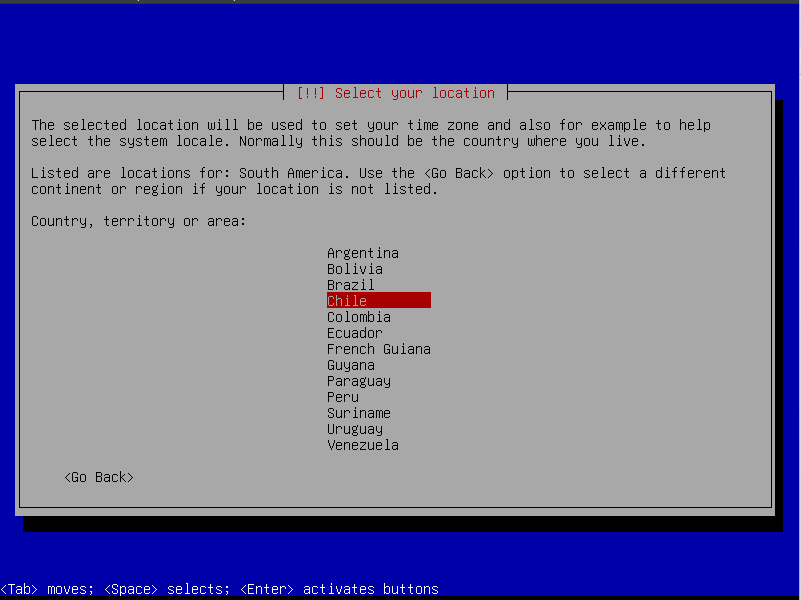 [!!] Select your location
The selected location will be used to set your time zone and also for example to help
select the system locale. Normally this should be the country where you live.
Listed are locations for: South America. Use the <Go Back> option to select a different
continent or region if your location is not listed.
Country, territory or area:
Argentina
Bolivia
Brazil
Chile
Colombia
Ecuador
French Guiana
Guyana
Paraguay
Peru
Suriname
Uruguay
Venezuela
<Go Back>
<Tab> moves; <Space> selects; <Enter> activates buttons